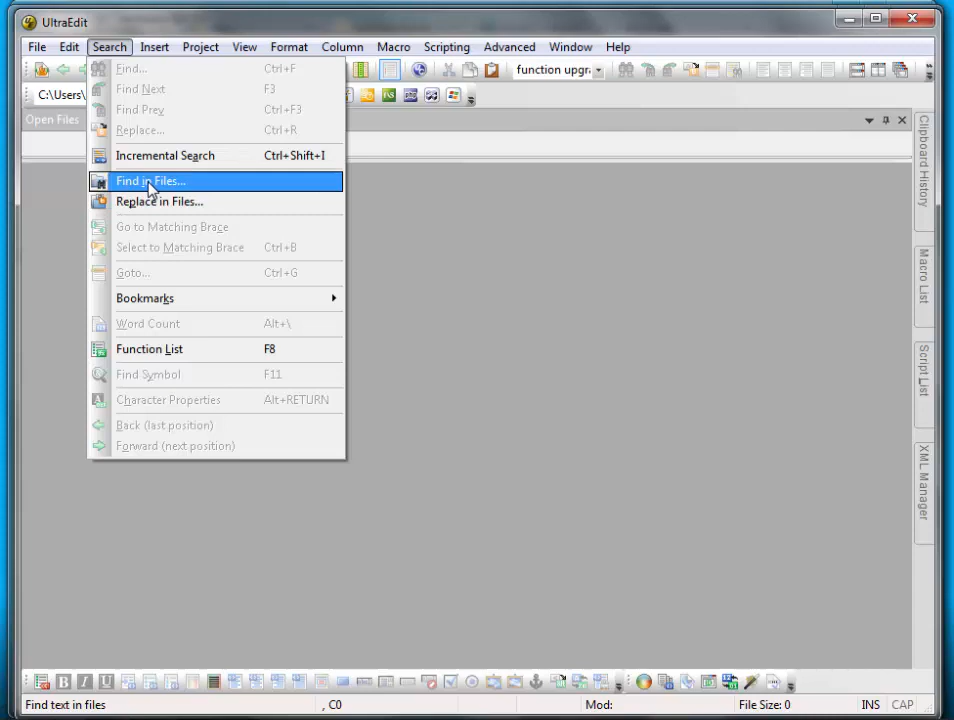 UltraEdit
File Edit Search Insert Project View Format Column Macro Scripting Advanced Window Help
function upgr
C:\Users\
Open Files
Find... Ctrl+F
Find Next F3
Find Prev Ctrl+F3
Replace... Ctrl+R
Incremental Search Ctrl+Shift+I
Find in Files...
Replace in Files...
Go to Matching Brace
Select to Matching Brace Ctrl+B
Goto... Ctrl+G
Bookmarks
Word Count Alt+\
Function List F8
Find Symbol F11
Character Properties Alt+RETURN
Back (last position)
Forward (next position)
Clipboard History
Macro List
Script List
XML Manager
B I U
Find text in files , C0 Mod: File Size: 0 INS CAP